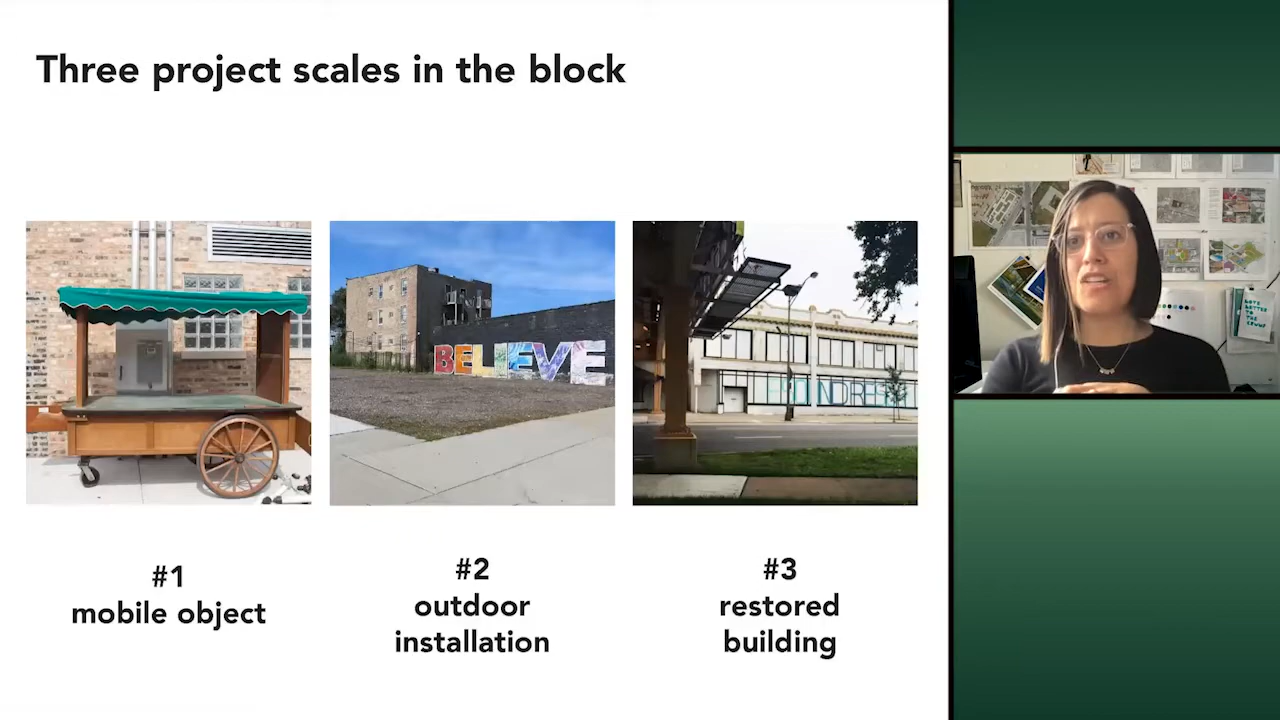 Three project scales in the block
BELIEVE
#1
mobile object
#2
outdoor
installation
#3
restored
building